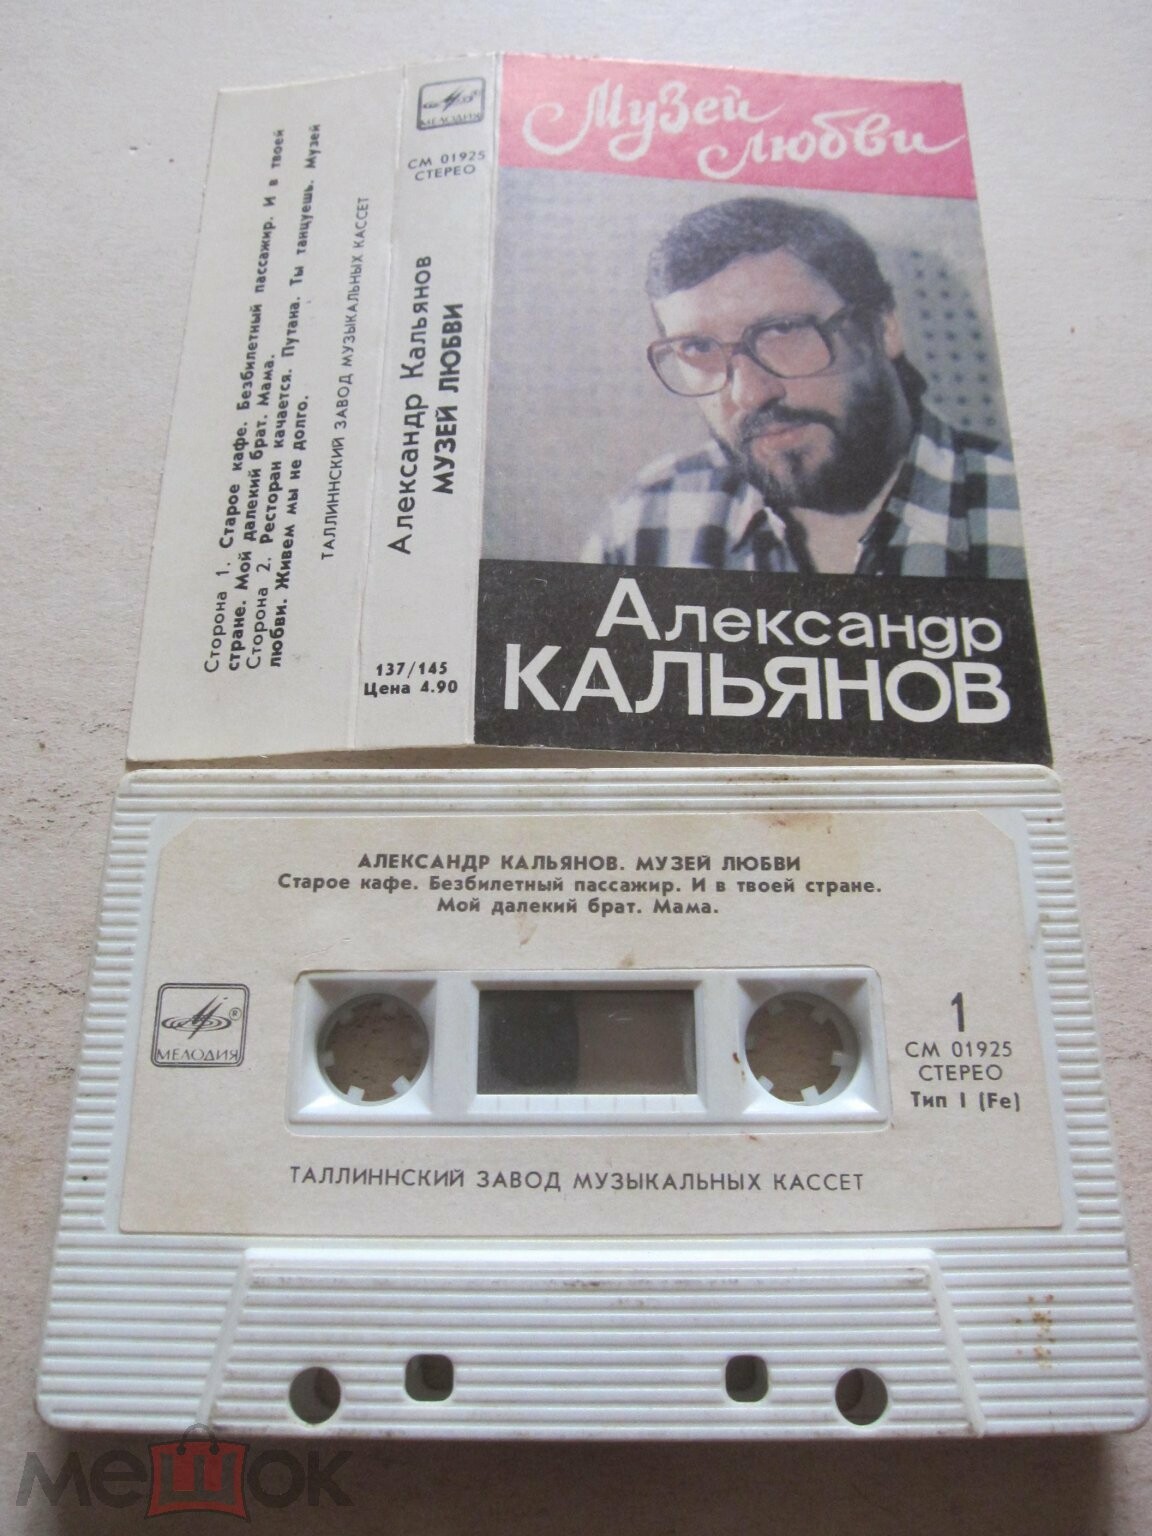 Сторона 1. Старое кафе. Безбилетный пассажир. И в твоей
стране. Мой далекий брат. Мама.
Сторона 2. Ресторан качается. Путана. Ты танцуешь. Музей
любви. Живем мы не долго.
ТАЛЛИННСКИЙ ЗАВОД МУЗЫКАЛЬНЫХ КАССЕТ
МЕЛОДИЯ
СМ 01925
СТЕРЕО
Александр Кальянов
МУЗЕЙ ЛЮБВИ
137/145
Цена 4.90
Музей
любви
Александр
КАЛЬЯНОВ
АЛЕКСАНДР КАЛЬЯНОВ. МУЗЕЙ ЛЮБВИ
Старое кафе. Безбилетный пассажир. И в твоей стране.
Мой далекий брат. Мама.
®
МЕЛОДИЯ
1
СМ 01925
СТЕРЕО
Тип I (Fe)
ТАЛЛИННСКИЙ ЗАВОД МУЗЫКАЛЬНЫХ КАССЕТ
мешок